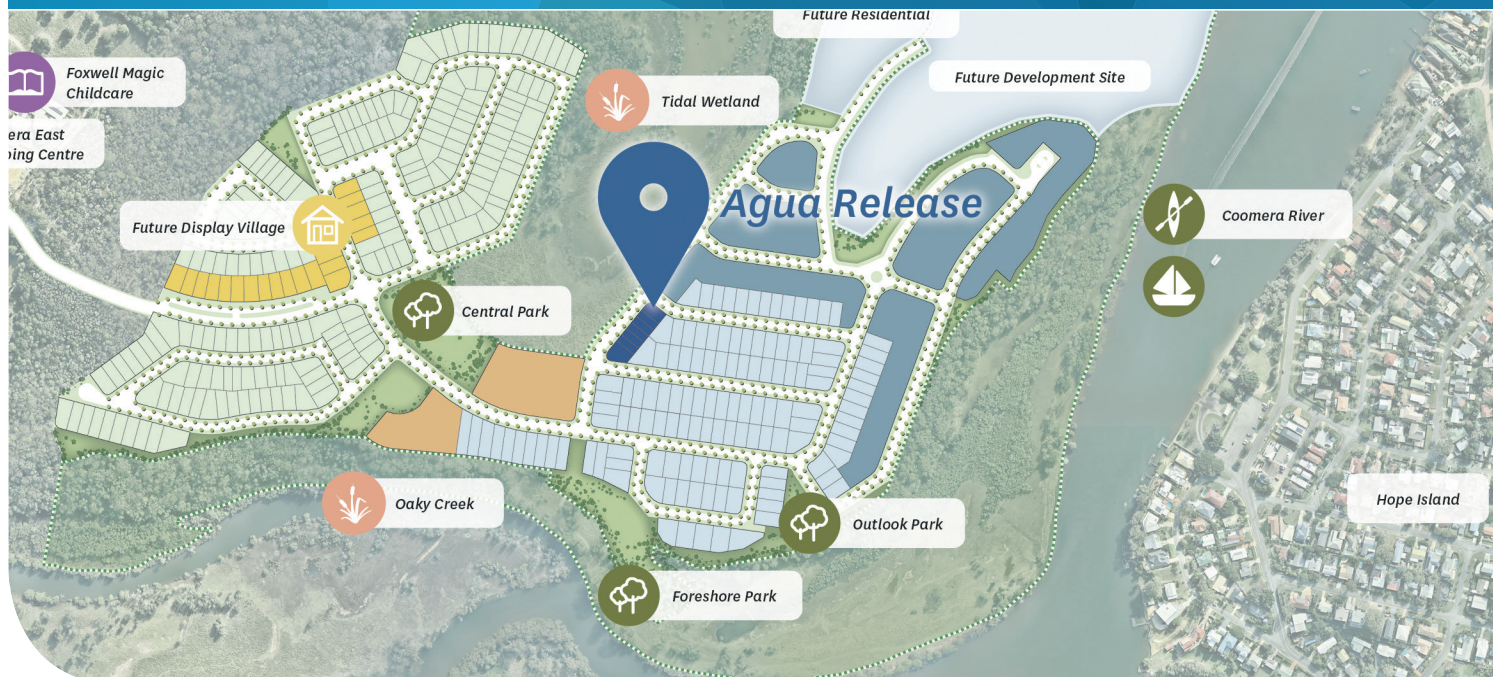 Future Residential
Foxwell Magic
Childcare
Future Development Site
Tidal Wetland
era East
ping Centre
Agua Release
Coomera River
Future Display Village
Central Park
Oaky Creek
Hope Island
Outlook Park
Foreshore Park